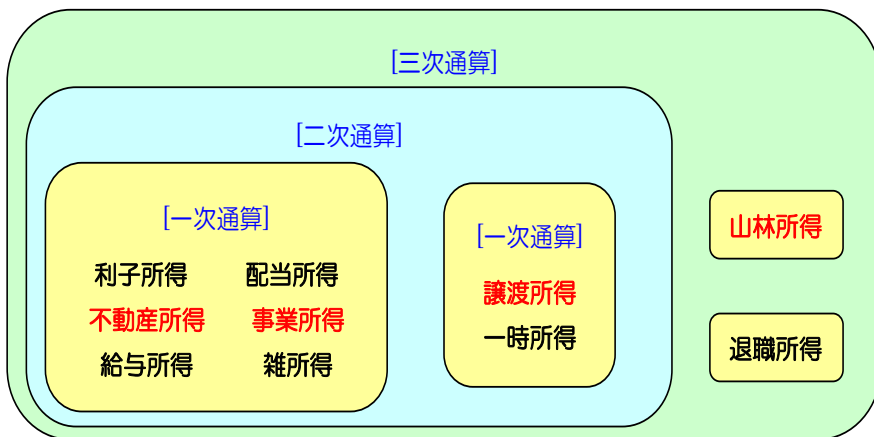 [三次通算]
[二次通算]
[一次通算]
利子所得 配当所得
不動産所得 事業所得
給与所得 雑所得
[一次通算]
譲渡所得
一時所得
山林所得
退職所得